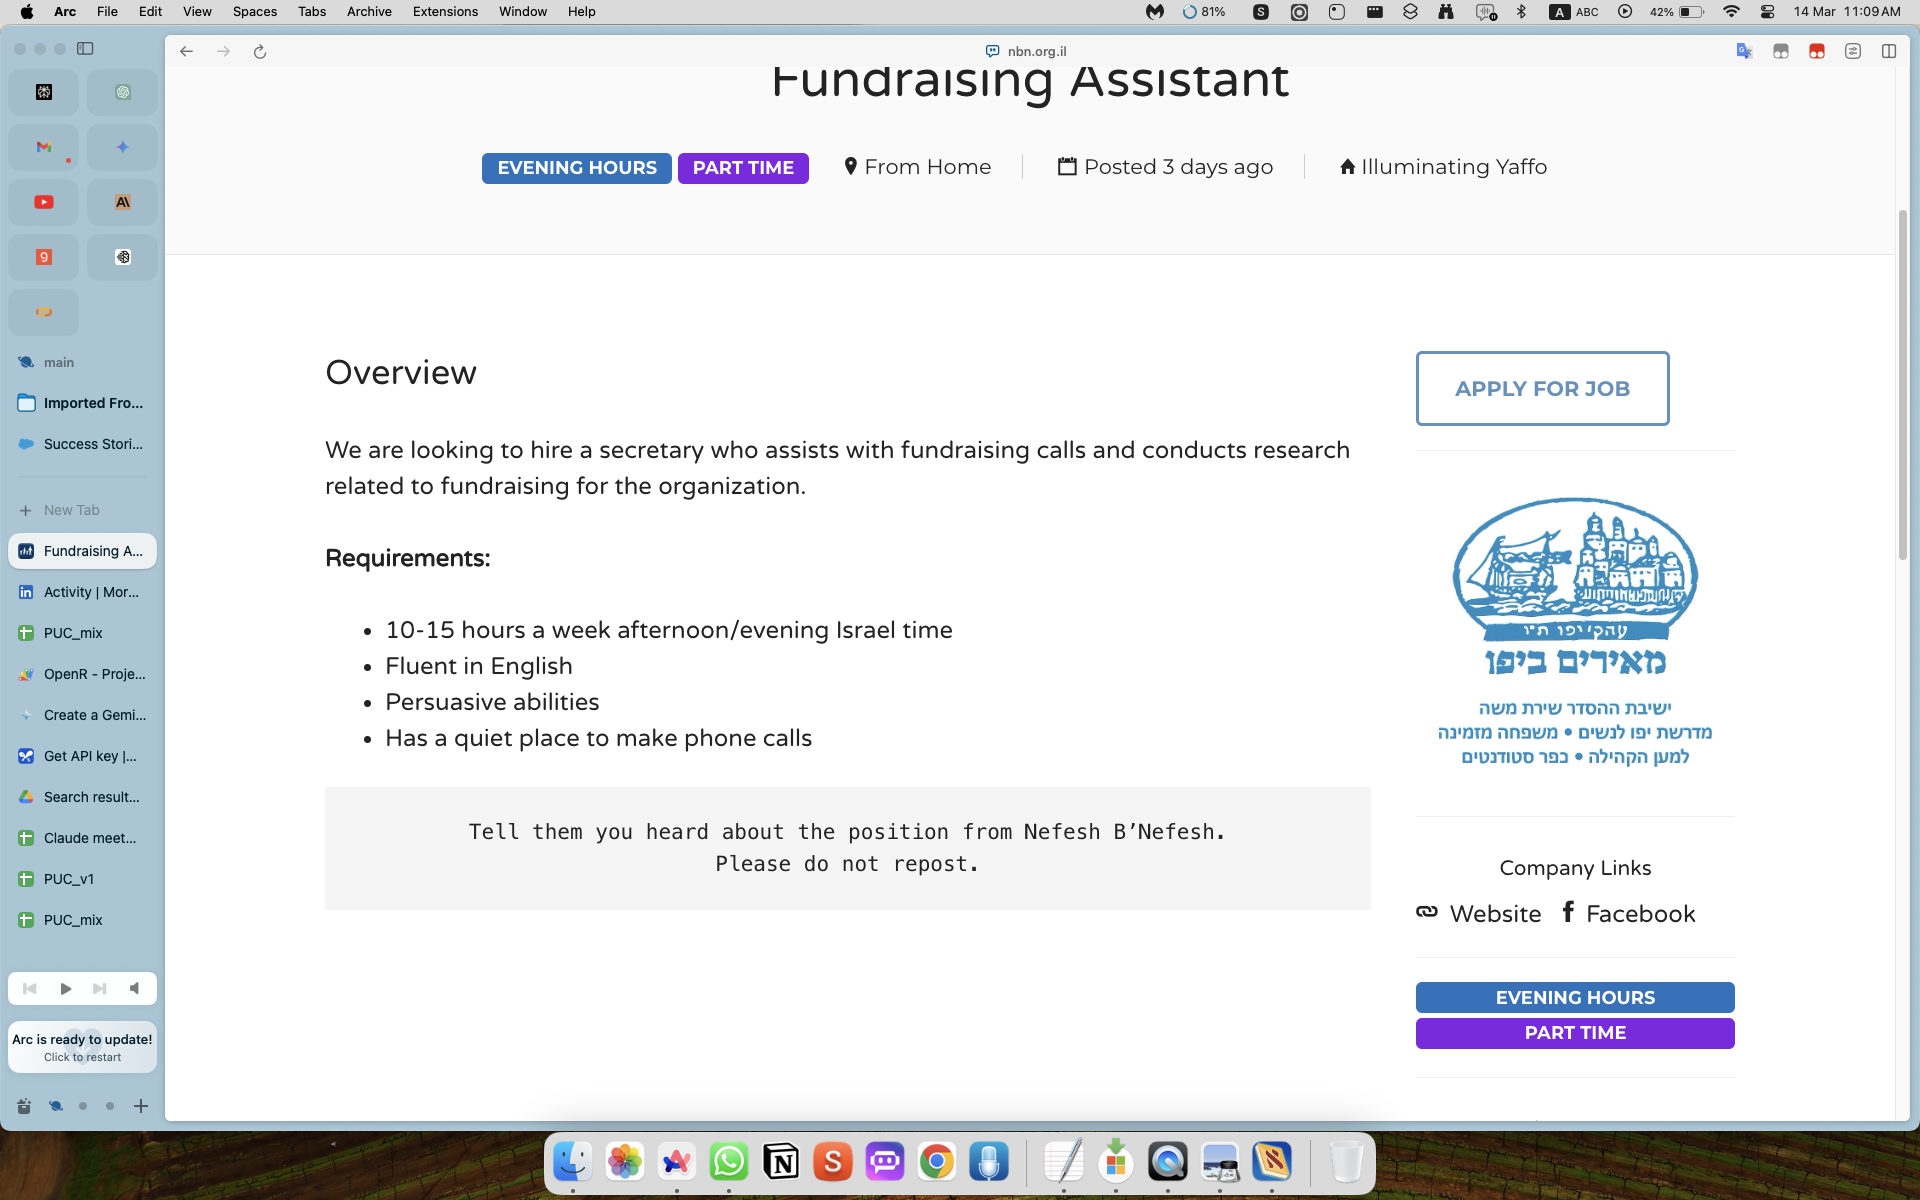 Arc File Edit View Spaces Tabs Archive Extensions Window Help
81% S A ABC 42% 14 Mar 11:09 AM
nbn.org.il
Fundraising Assistant
EVENING HOURS PART TIME From Home Posted 3 days ago Illuminating Yaffo
main
Imported Fro...
Success Stori...
New Tab
Fundraising A...
Activity | Mor...
PUC_mix
OpenR - Proje...
Create a Gemi...
Get API key |...
Search result...
Claude meet...
PUC_v1
PUC_mix
Arc is ready to update!
Click to restart
Overview
We are looking to hire a secretary who assists with fundraising calls and conducts research
related to fundraising for the organization.
Requirements:
• 10-15 hours a week afternoon/evening Israel time
• Fluent in English
• Persuasive abilities
• Has a quiet place to make phone calls
Tell them you heard about the position from Nefesh B’Nefesh.
Please do not repost.
APPLY FOR JOB
עהקי יפו ת"ו
מאירים ביפו
ישיבת ההסדר שירת משה
מדרשת יפו לנשים • משפחה מזמינה
למען הקהילה • כפר סטודנטים
Company Links
Website Facebook
EVENING HOURS
PART TIME